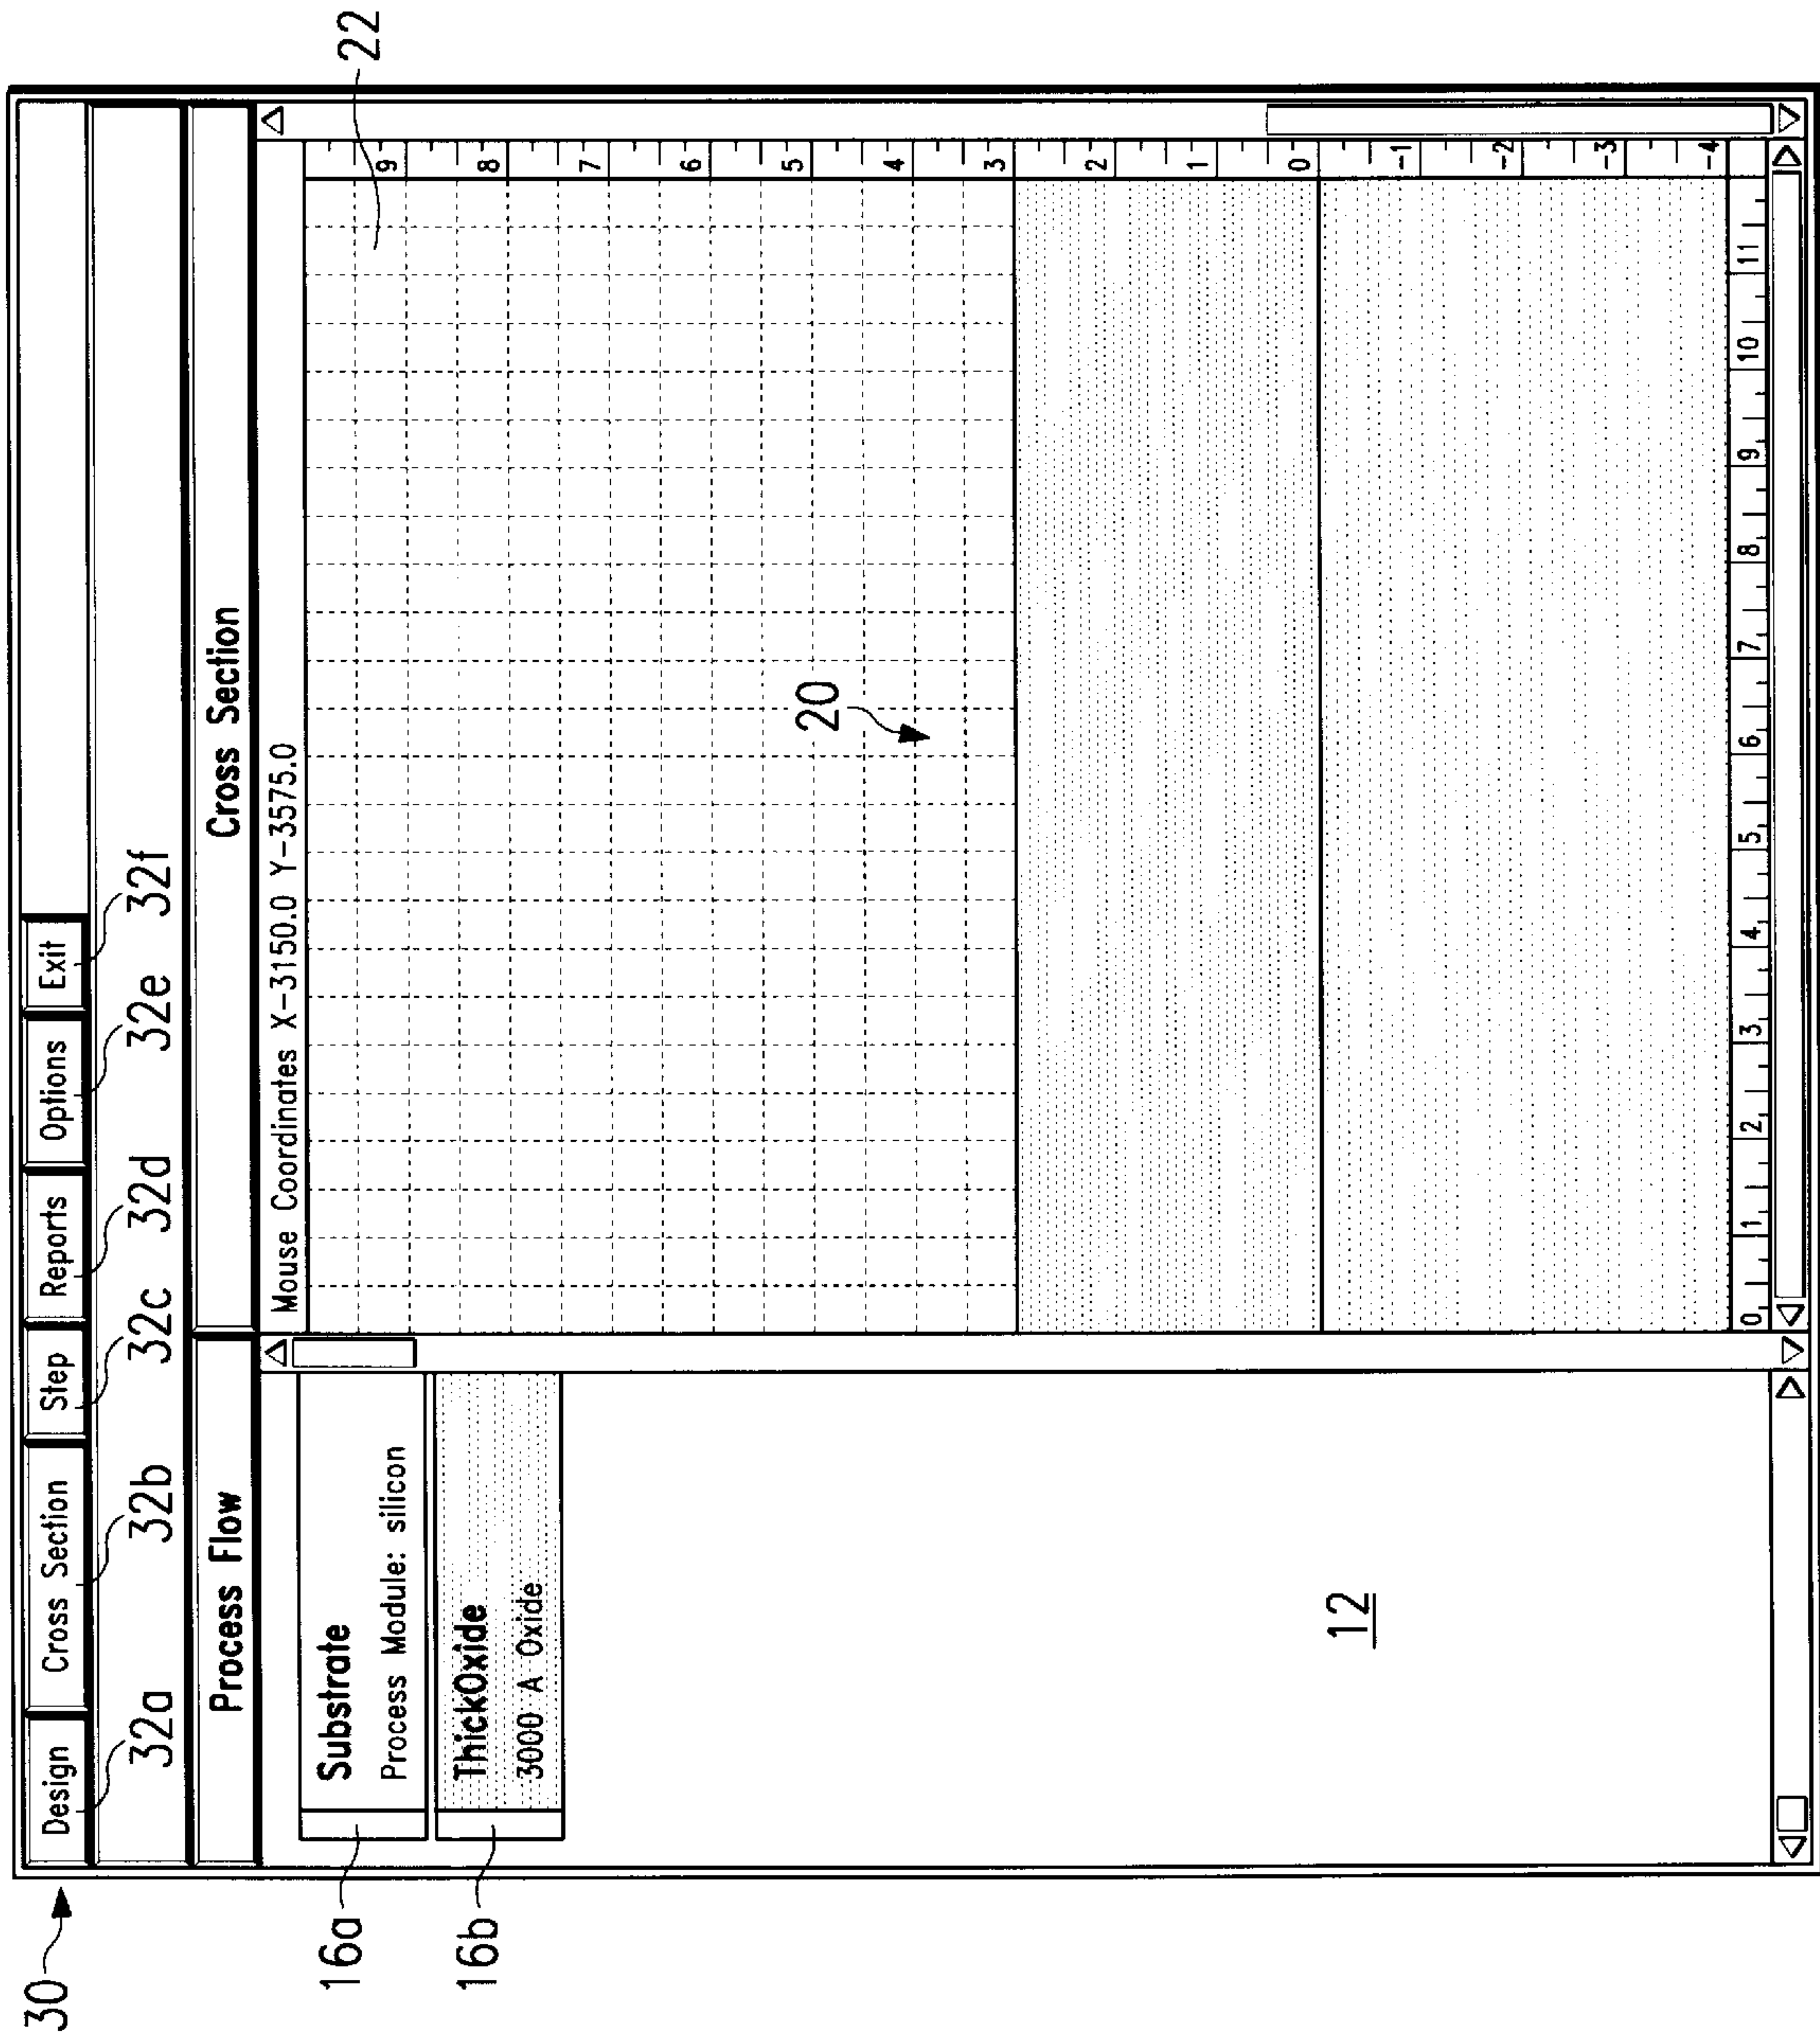 30
Design
Cross Section
Step
Reports
Options
Exit
32a
32b
32c
32d
32e
32f
Process Flow
Cross Section
16a
Substrate
Process Module: silicon
16b
ThickOxide
3000 A Oxide
12
Mouse Coordinates X-3150.0 Y-3575.0
22
20
9
8
7
6
5
4
3
2
1
0
-1
-2
-3
-4
0 1 2 3 4 5 6 7 8 9 10 11